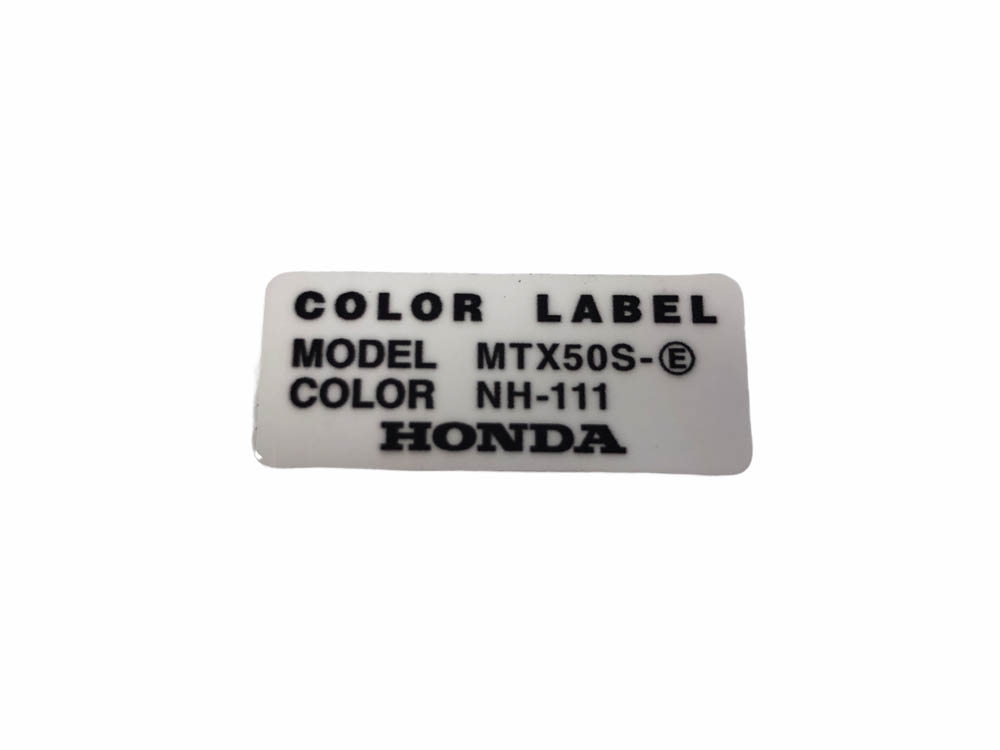 COLOR LABEL
MODEL MTX50S-Ⓔ
COLOR NH-111
HONDA